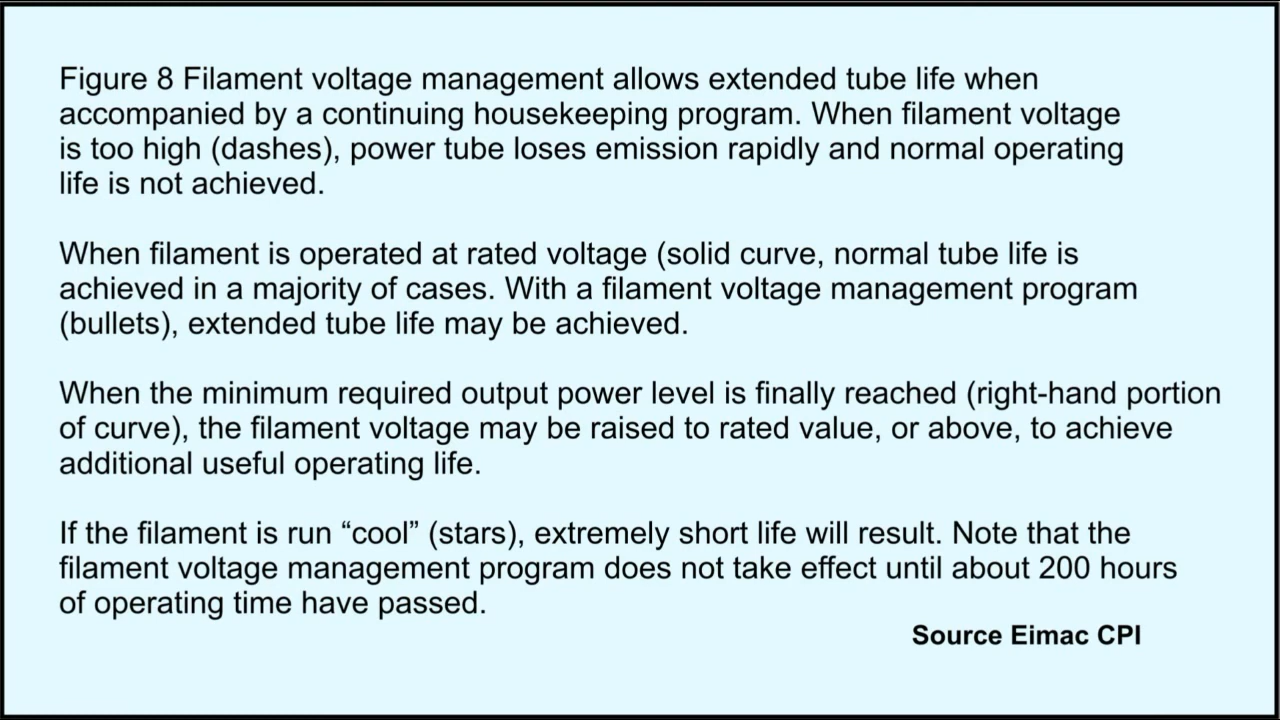 Figure 8 Filament voltage management allows extended tube life when
accompanied by a continuing housekeeping program. When filament voltage
is too high (dashes), power tube loses emission rapidly and normal operating
life is not achieved.
When filament is operated at rated voltage (solid curve, normal tube life is
achieved in a majority of cases. With a filament voltage management program
(bullets), extended tube life may be achieved.
When the minimum required output power level is finally reached (right-hand portion
of curve), the filament voltage may be raised to rated value, or above, to achieve
additional useful operating life.
If the filament is run “cool” (stars), extremely short life will result. Note that the
filament voltage management program does not take effect until about 200 hours
of operating time have passed.
Source Eimac CPI